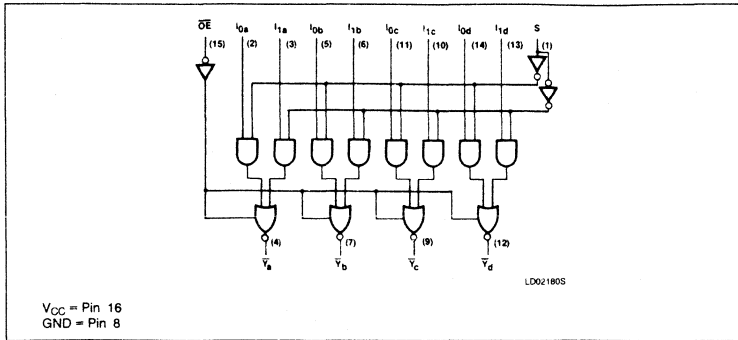 OE I0a I1a I0b I1b I0c I1c I0d I1d S
(15) (2) (3) (5) (6) (11) (10) (14) (13) (1)
(4) (7) (9) (12)
Ya Yb Yc Yd
LD02180S
VCC = Pin 16
GND = Pin 8